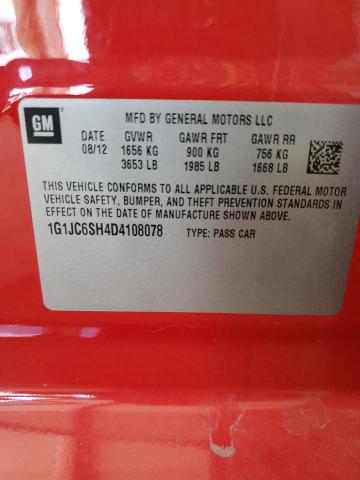 GM
MFD BY GENERAL MOTORS LLC
DATE GVWR GAWR FRT GAWR RR
08/12 1656 KG 900 KG 756 KG
3653 LB 1985 LB 1668 LB
THIS VEHICLE CONFORMS TO ALL APPLICABLE U.S. FEDERAL MOTOR
VEHICLE SAFETY, BUMPER, AND THEFT PREVENTION STANDARDS IN
EFFECT ON THE DATE OF MANUFACTURE SHOWN ABOVE.
1G1JC6SH4D4108078 TYPE: PASS CAR